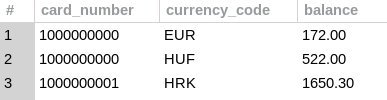 # card_number currency_code balance
1 1000000000 EUR 172.00
2 1000000000 HUF 522.00
3 1000000001 HRK 1650.30